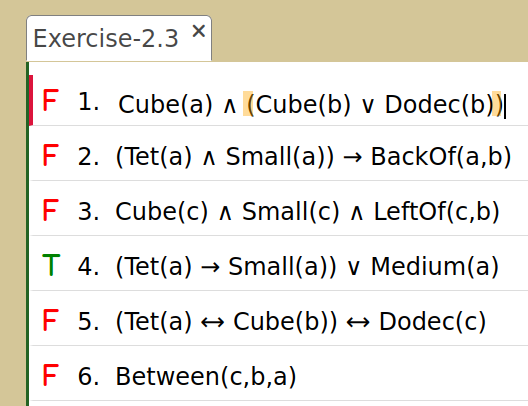 Exercise-2.3 ×
F 1. Cube(a) ∧ (Cube(b) ∨ Dodec(b))
F 2. (Tet(a) ∧ Small(a)) → BackOf(a,b)
F 3. Cube(c) ∧ Small(c) ∧ LeftOf(c,b)
T 4. (Tet(a) → Small(a)) ∨ Medium(a)
F 5. (Tet(a) ↔ Cube(b)) ↔ Dodec(c)
F 6. Between(c,b,a)